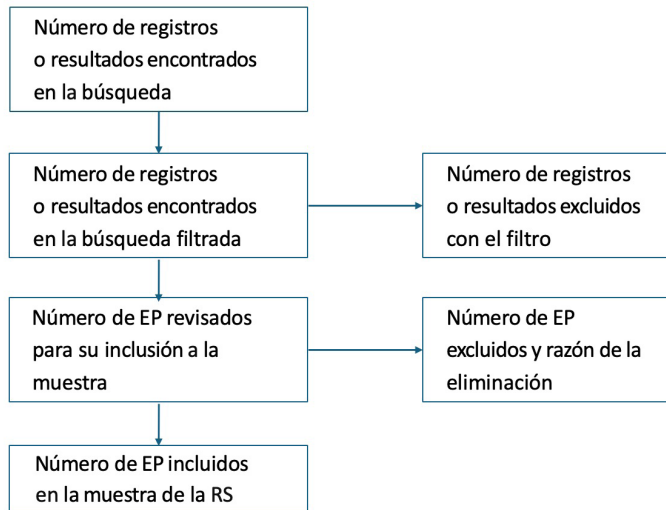 Número de registros
o resultados encontrados
en la búsqueda
Número de registros
o resultados encontrados
en la búsqueda filtrada
Número de registros
o resultados excluidos
con el filtro
Número de EP revisados
para su inclusión a la
muestra
Número de EP
excluidos y razón de la
eliminación
Número de EP incluidos
en la muestra de la RS